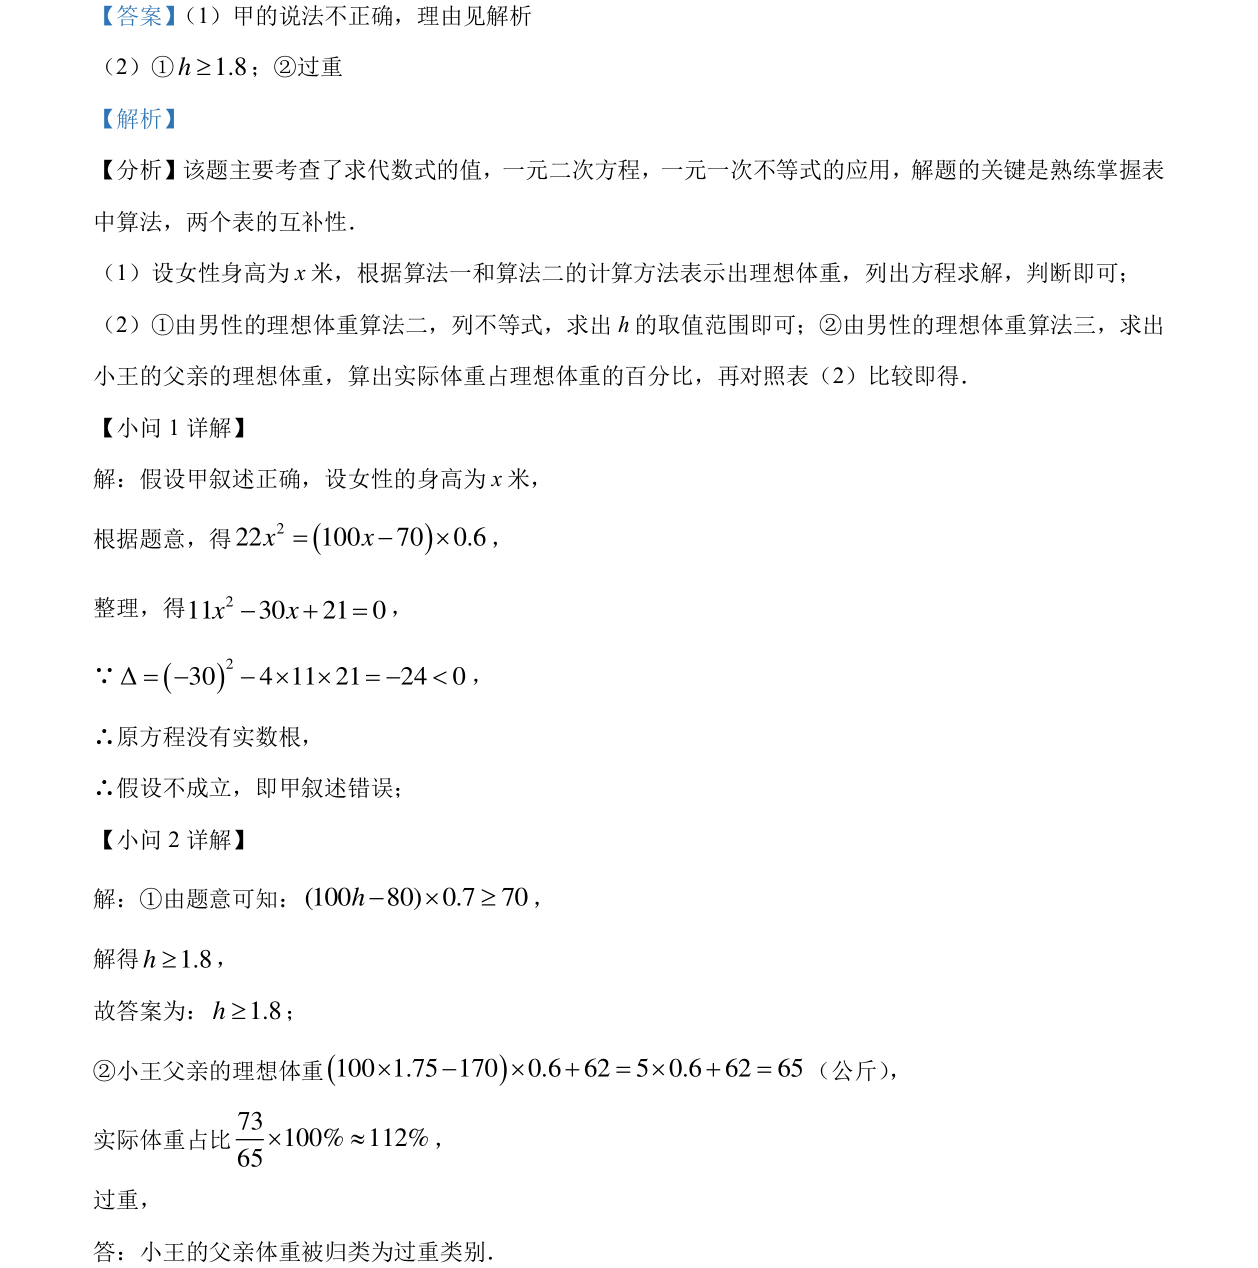 【答案】（1）甲的说法不正确，理由见解析
（2）①h≥1.8；②过重
【解析】
【分析】该题主要考查了求代数式的值，一元二次方程，一元一次不等式的应用，解题的关键是熟练掌握表
中算法，两个表的互补性．
（1）设女性身高为 x 米，根据算法一和算法二的计算方法表示出理想体重，列出方程求解，判断即可；
（2）①由男性的理想体重算法二，列不等式，求出 h 的取值范围即可；②由男性的理想体重算法三，求出
小王的父亲的理想体重，算出实际体重占理想体重的百分比，再对照表（2）比较即得．
【小问 1 详解】
解：假设甲叙述正确，设女性的身高为 x 米，
根据题意，得 22x² = (100x−70)×0.6，
整理，得 11x² −30x+21=0，
∵ Δ = (−30)² −4×11×21 = −24 < 0，
∴原方程没有实数根，
∴假设不成立，即甲叙述错误；
【小问 2 详解】
解：①由题意可知：(100h−80)×0.7≥70，
解得 h≥1.8，
故答案为：h≥1.8；
②小王父亲的理想体重 (100×1.75−170)×0.6+62=5×0.6+62=65（公斤），
实际体重占比 73/65 ×100% ≈112%，
过重，
答：小王的父亲体重被归类为过重类别．